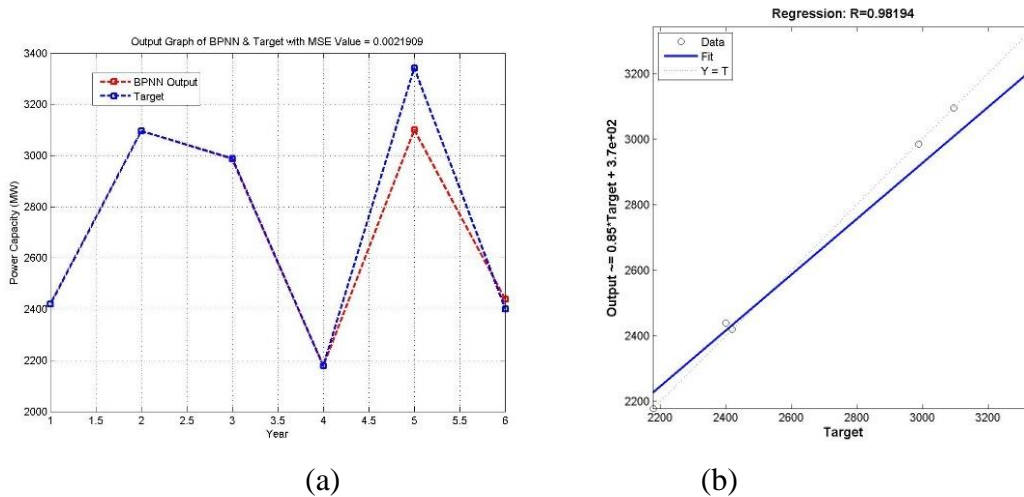 Output Graph of BPNN & Target with MSE Value = 0.0021909
3400
3200
3000
2800
2600
2400
2200
2000
Power Capacity (MW)
BPNN Output
Target
1 1.5 2 2.5 3 3.5 4 4.5 5 5.5 6
Year
(a)
Regression: R=0.98194
Data
Fit
Y = T
3200
3000
2800
2600
2400
2200
Output ~= 0.85*Target + 3.7e+02
2200 2400 2600 2800 3000 3200
Target
(b)